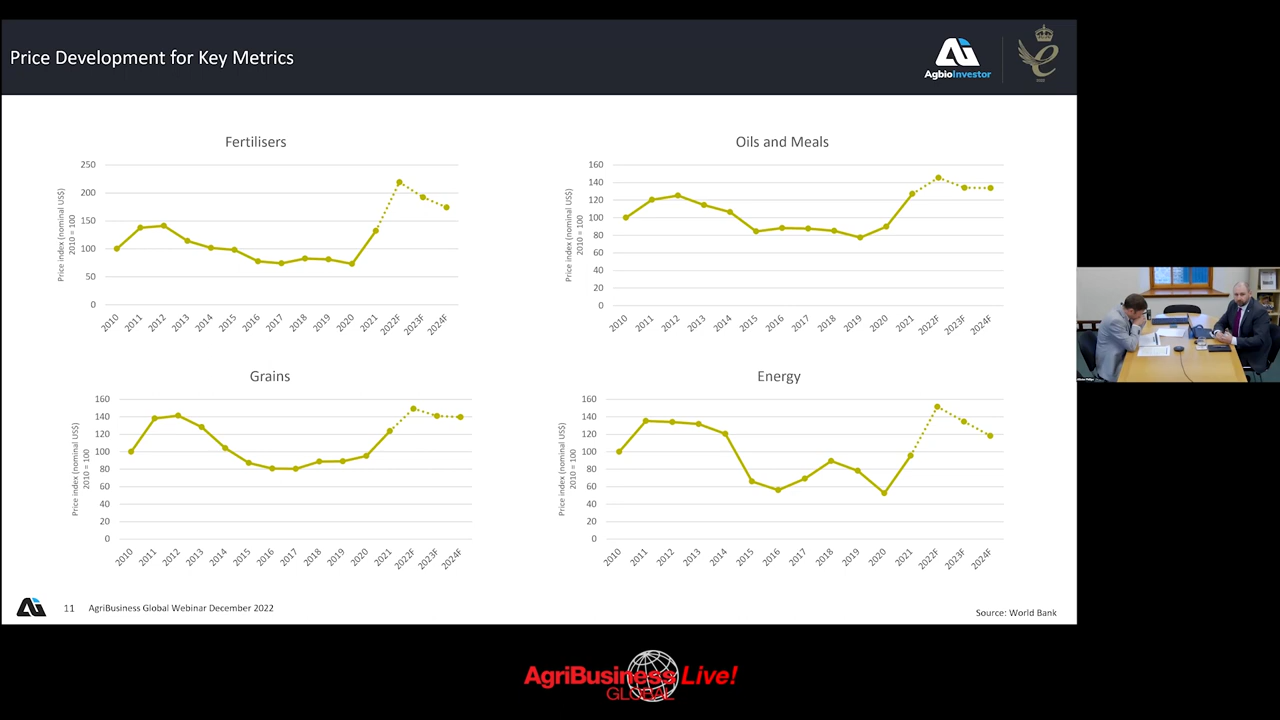 Price Development for Key Metrics
AgbioInvestor
Fertilisers
Price index (nominal US$)
2010 = 100
250
200
150
100
50
0
2010
2011
2012
2013
2014
2015
2016
2017
2018
2019
2020
2021
2022F
2023F
2024F
Oils and Meals
Price index (nominal US$)
2010 = 100
160
140
120
100
80
60
40
20
0
2010
2011
2012
2013
2014
2015
2016
2017
2018
2019
2020
2021
2022F
2023F
2024F
Grains
Price index (nominal US$)
2010 = 100
160
140
120
100
80
60
40
20
0
2010
2011
2012
2013
2014
2015
2016
2017
2018
2019
2020
2021
2022F
2023F
2024F
Energy
Price index (nominal US$)
2010 = 100
160
140
120
100
80
60
40
20
0
2010
2011
2012
2013
2014
2015
2016
2017
2018
2019
2020
2021
2022F
2023F
2024F
11 AgriBusiness Global Webinar December 2022
Source: World Bank
AgriBusiness Live!
GLOBAL